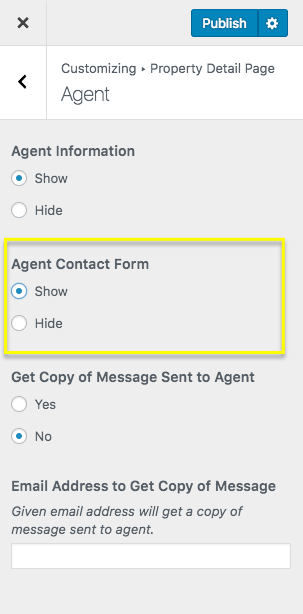 Publish
Customizing ▸ Property Detail Page
Agent
Agent Information
Show
Hide
Agent Contact Form
Show
Hide
Get Copy of Message Sent to Agent
Yes
No
Email Address to Get Copy of Message
Given email address will get a copy of
message sent to agent.